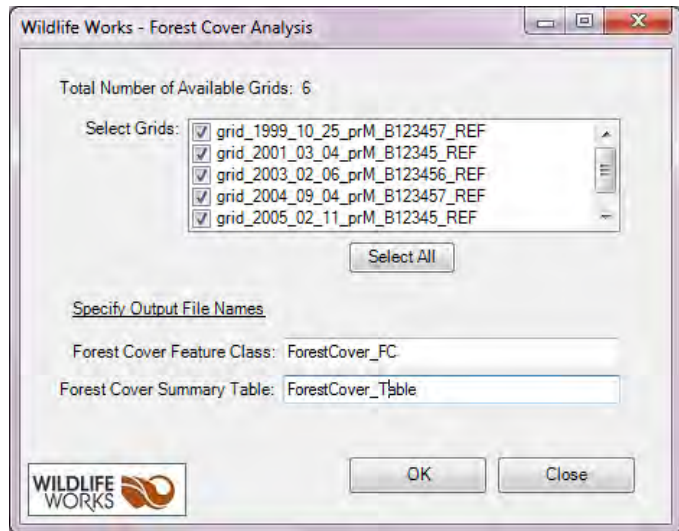 Wildlife Works - Forest Cover Analysis
Total Number of Available Grids: 6
Select Grids:
grid_1999_10_25_prM_B123457_REF
grid_2001_03_04_prM_B12345_REF
grid_2003_02_06_prM_B123456_REF
grid_2004_09_04_prM_B123457_REF
grid_2005_02_11_prM_B12345_REF
Select All
Specify Output File Names
Forest Cover Feature Class: ForestCover_FC
Forest Cover Summary Table: ForestCover_Table
WILDLIFE
WORKS
OK Close